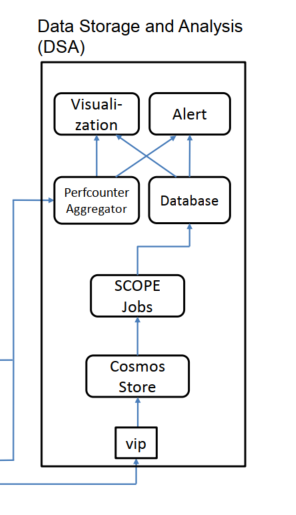 Data Storage and Analysis
(DSA)
Visuali-
zation
Alert
Perfcounter
Aggregator
Database
SCOPE
Jobs
Cosmos
Store
vip